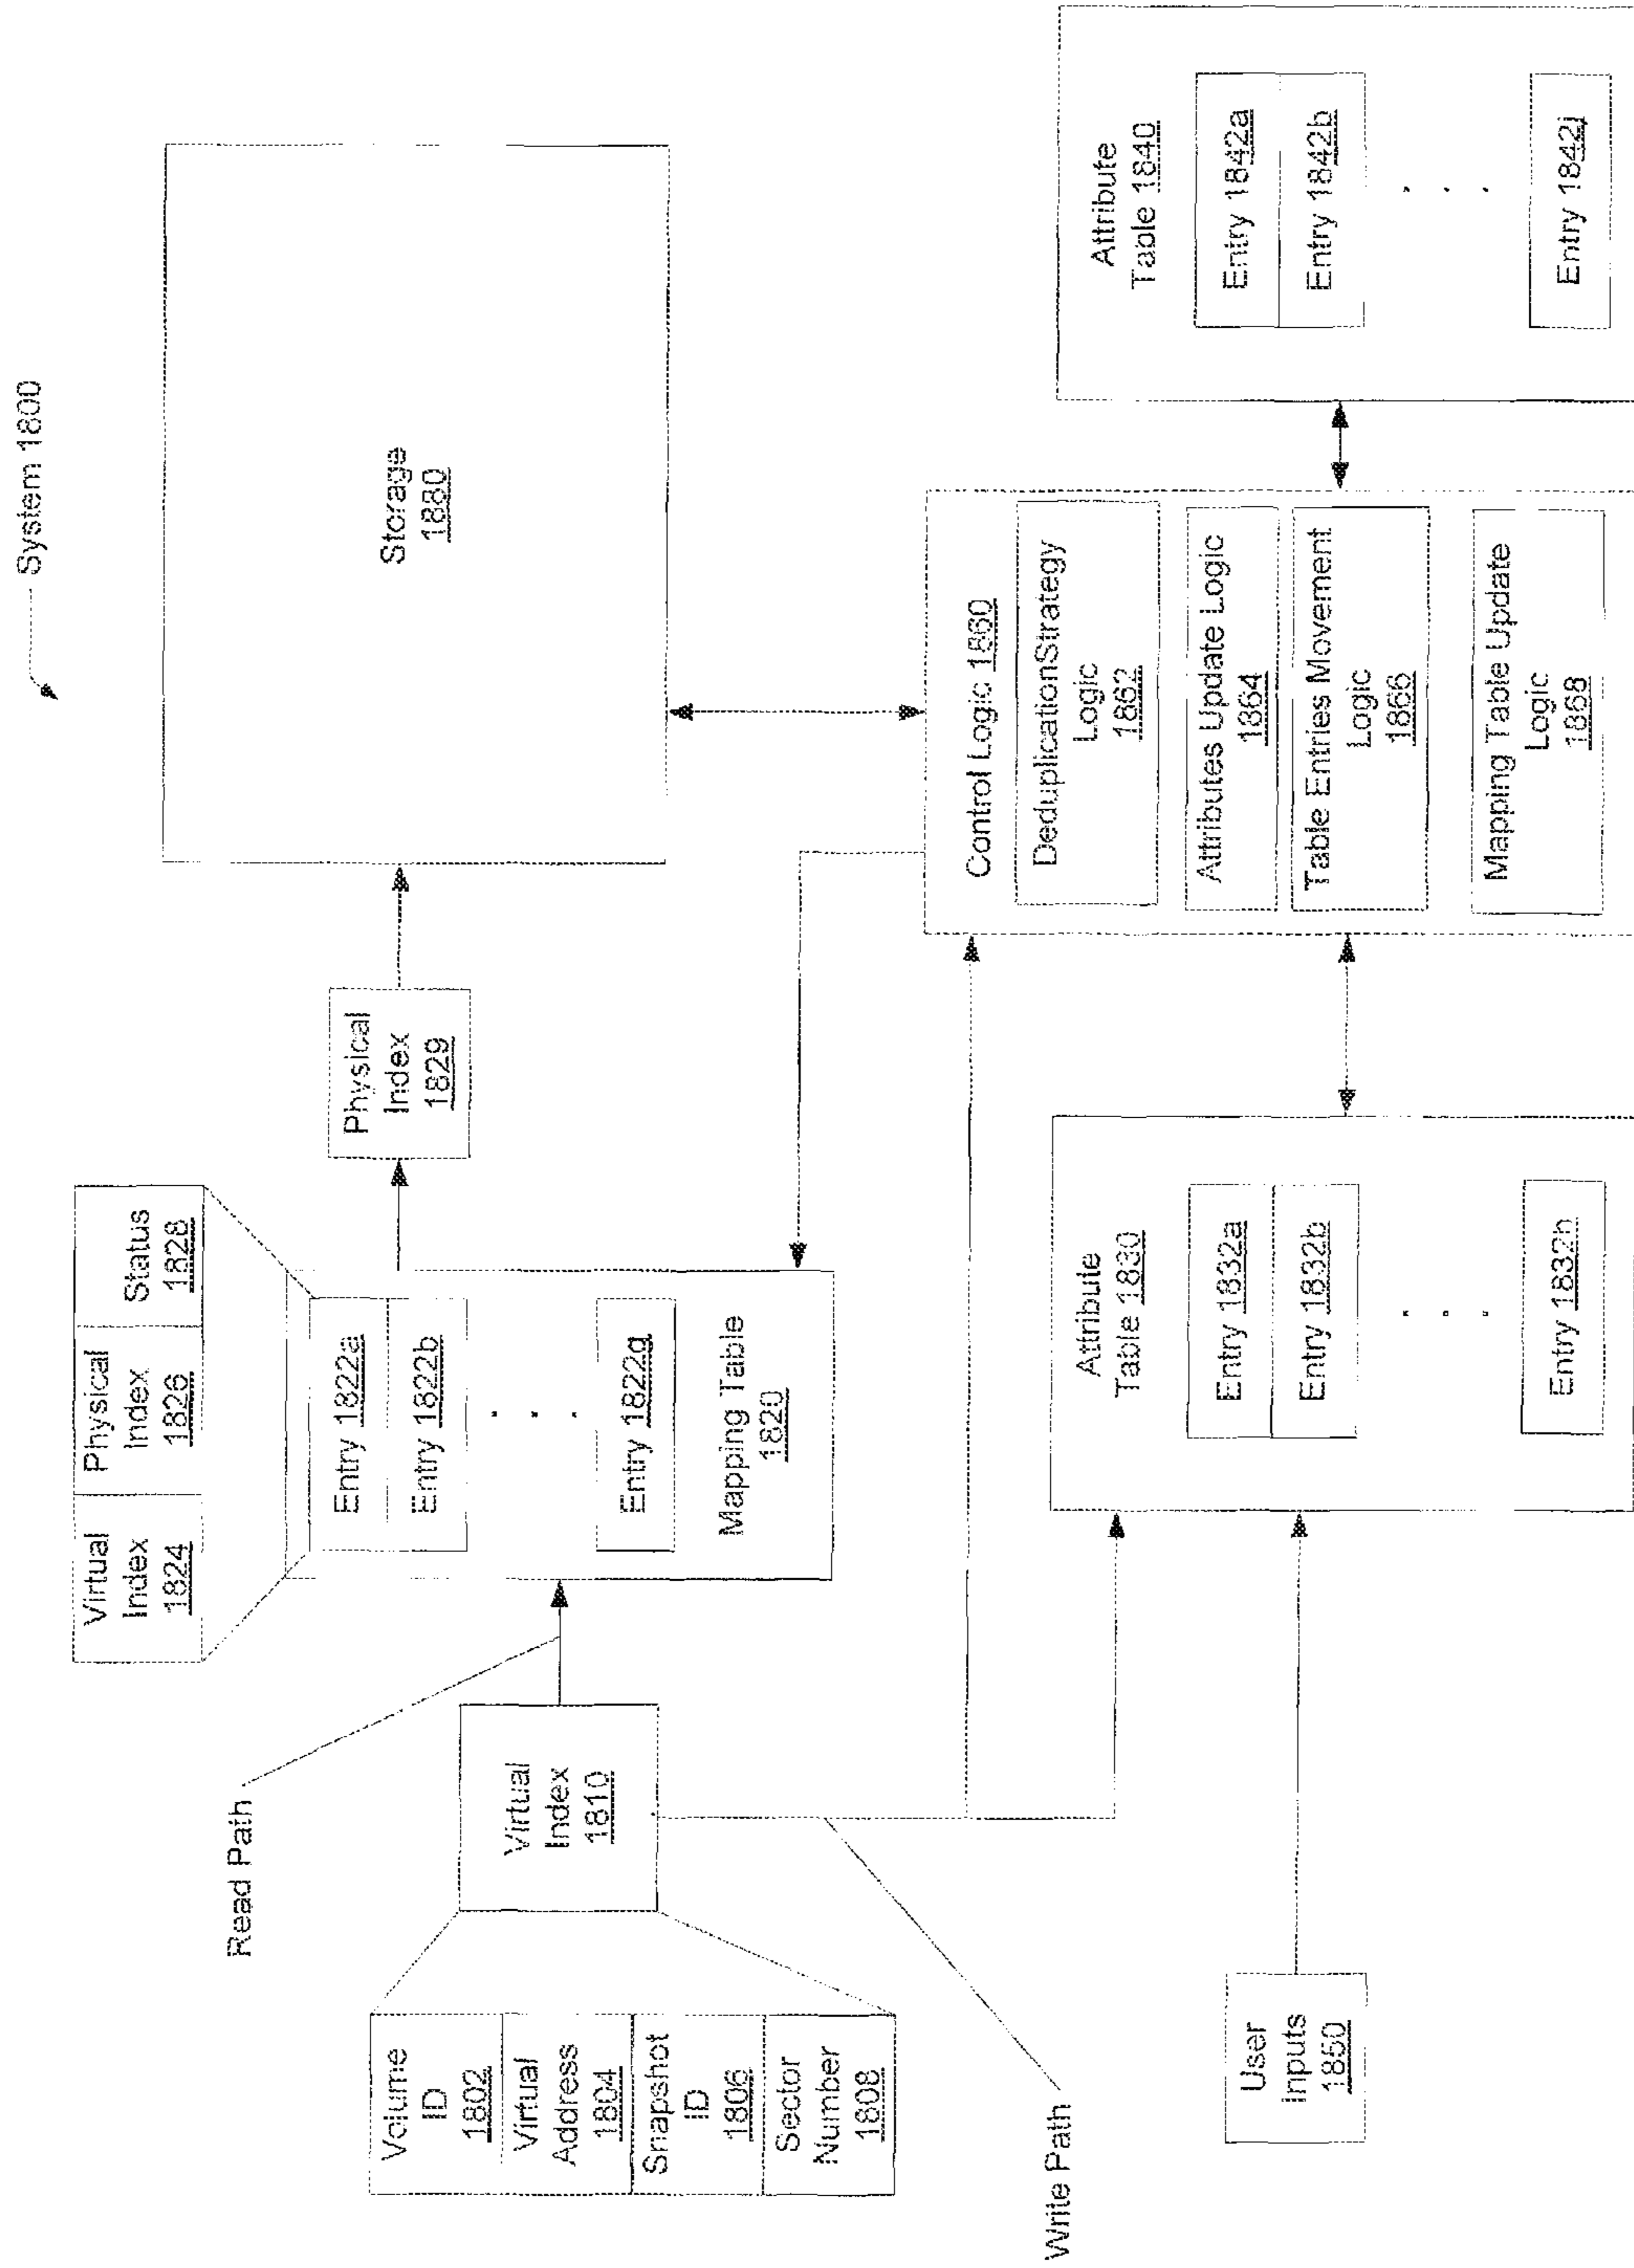 System 1800
Virtual
Index
1824
Physical
Index
1826
Status
1828
Read Path
Entry 1822a
Entry 1822b
. . .
Entry 1822g
Mapping Table
1820
Physical
Index
1829
Storage
1880
Volume
ID
1802
Virtual
Address
1804
Snapshot
ID
1806
Sector
Number
1808
Virtual
Index
1810
Write Path
User
Inputs
1850
Attribute
Table 1830
Entry 1832a
Entry 1832b
. . .
Entry 1832h
Control Logic 1860
DeduplicationStrategy
Logic
1862
Attributes Update Logic
1864
Table Entries Movement
Logic
1866
Mapping Table Update
Logic
1868
Attribute
Table 1840
Entry 1842a
Entry 1842b
. . .
Entry 1842j